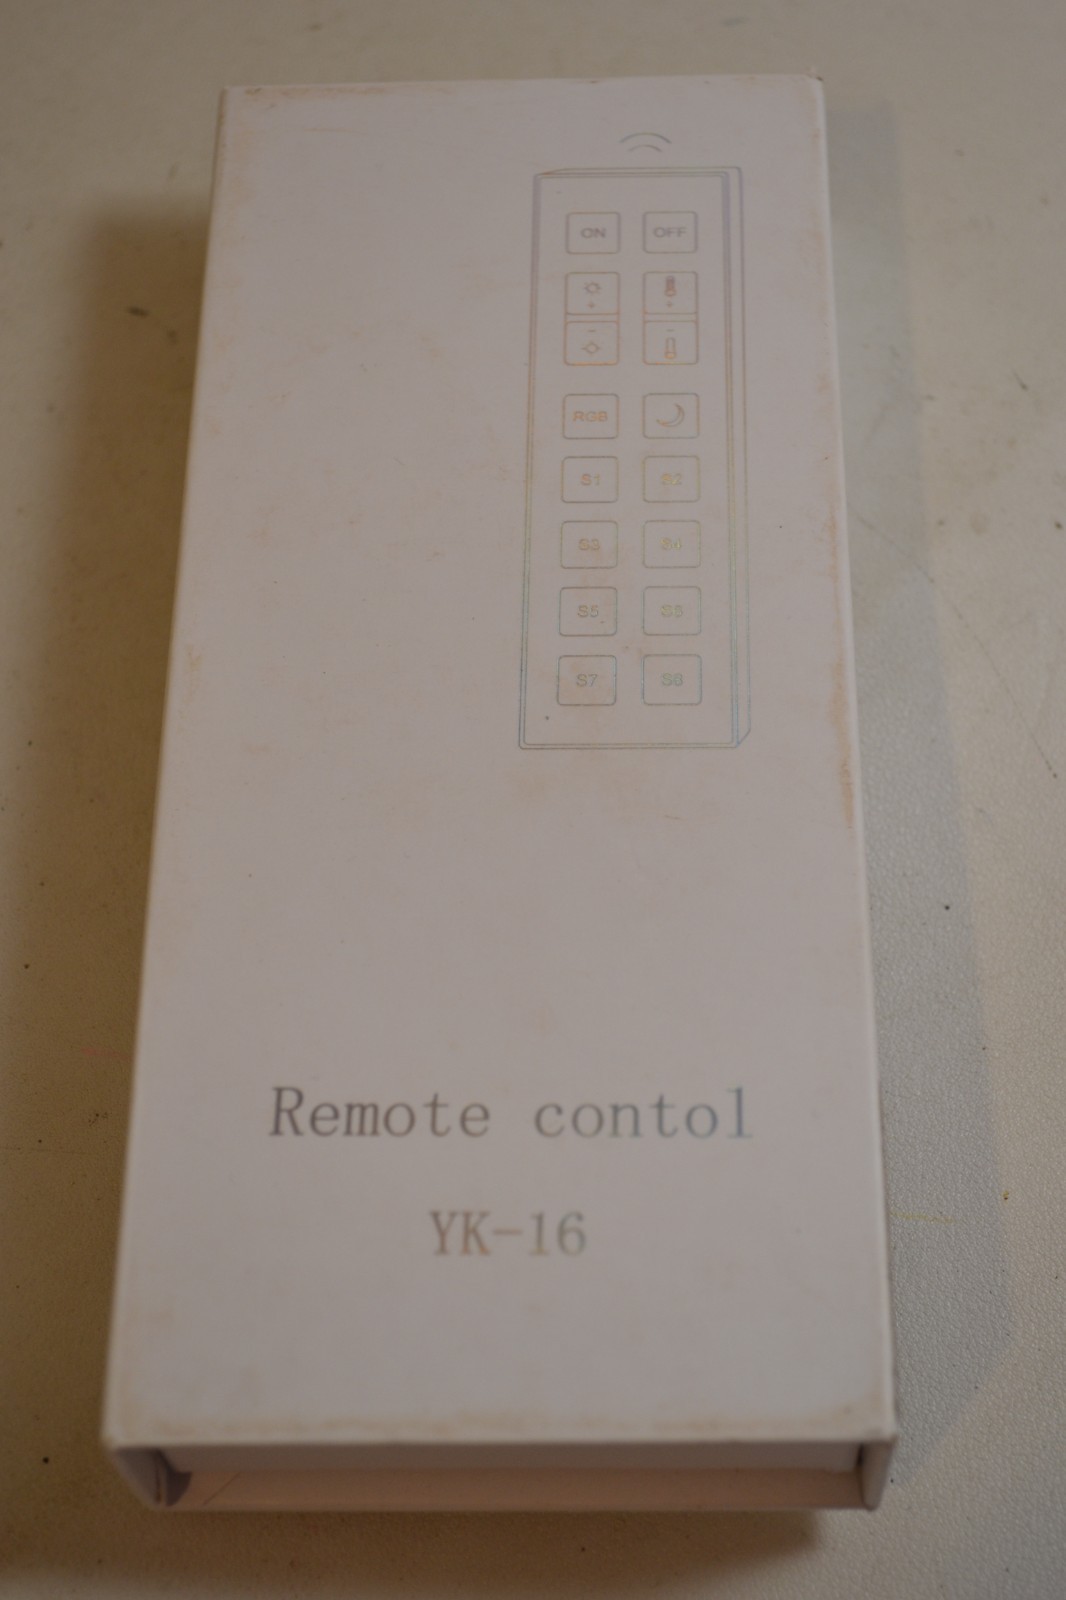 ON OFF
+ +
- -
RGB
S1 S2
S3 S4
S5 S6
S7 S8
Remote contol
YK-16